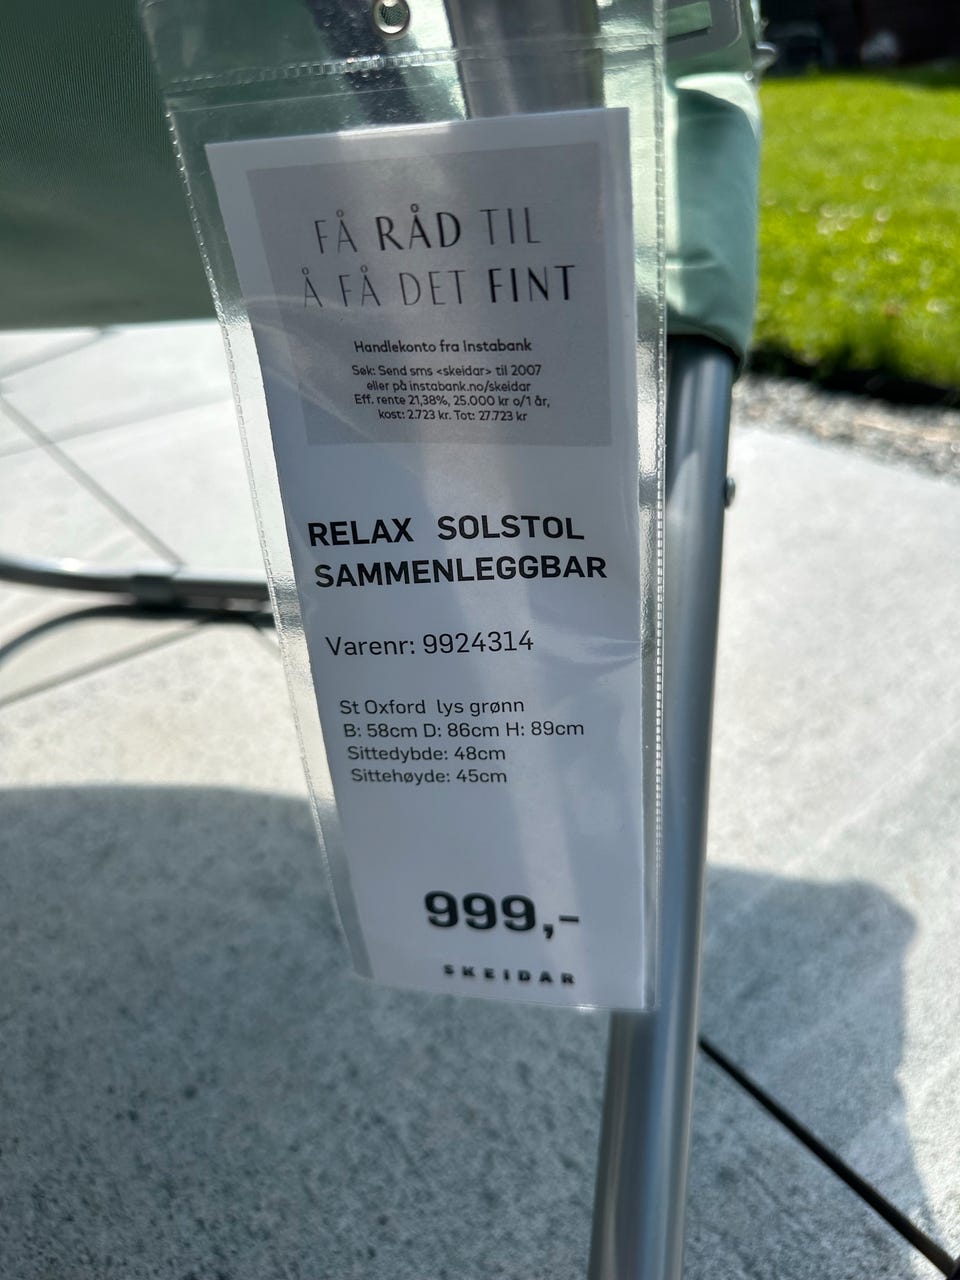 FÅ RÅD TIL
Å FÅ DET FINT
Handlekonto fra Instabank
Søk: Send sms <skeidar> til 2007
eller på instabank.no/skeidar
Eff. rente 21,38%, 25.000 kr o/1 år,
kost: 2.723 kr. Tot: 27.723 kr
RELAX SOLSTOL
SAMMENLEGGBAR
Varenr: 9924314
St Oxford lys grønn
B: 58cm D: 86cm H: 89cm
Sittedybde: 48cm
Sittehøyde: 45cm
999,-
SKEIDAR